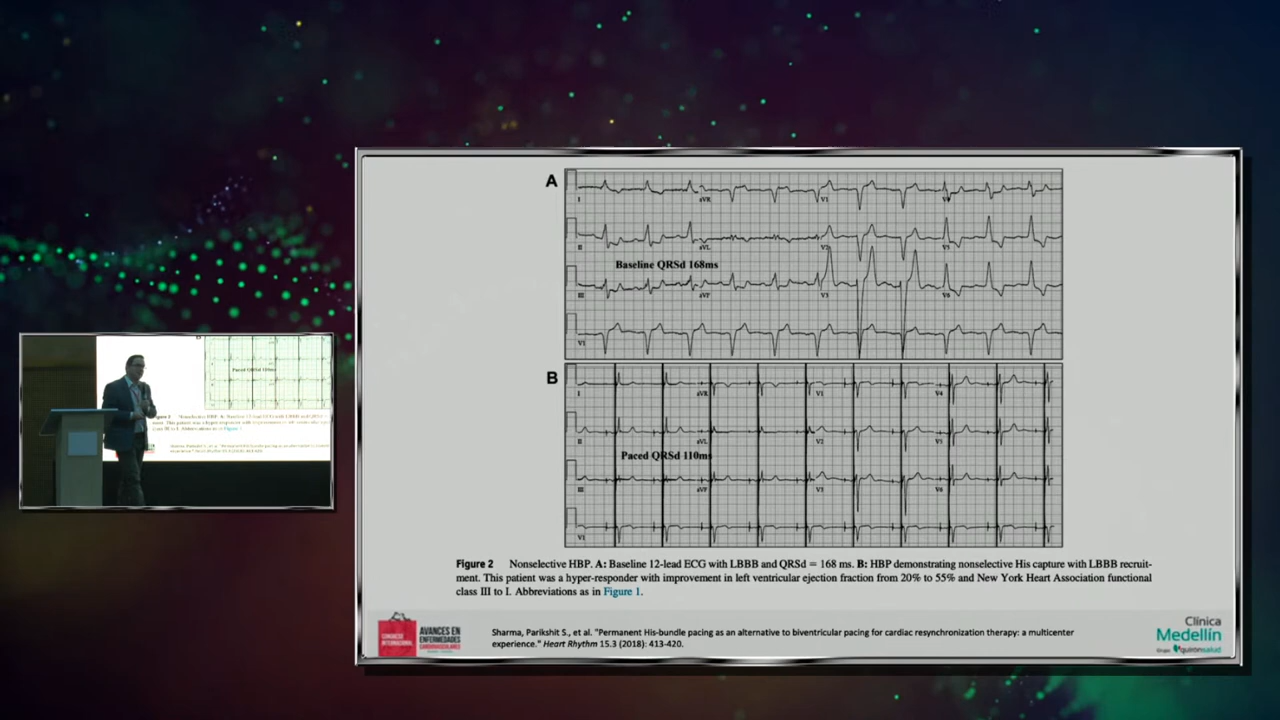 A
I
aVR
V1
V4
II
aVL
V2
V5
Baseline QRSd 168ms
III
aVF
V3
V6
V1
B
I
aVR
V1
V4
II
aVL
V2
V5
Paced QRSd 110ms
III
aVF
V3
V6
V1
Figure 2 Nonselective HBP. A: Baseline 12-lead ECG with LBBB and QRSd = 168 ms. B: HBP demonstrating nonselective His capture with LBBB recruit-
ment. This patient was a hyper-responder with improvement in left ventricular ejection fraction from 20% to 55% and New York Heart Association functional
class III to I. Abbreviations as in Figure 1.
CONGRESO
INTERNACIONAL
AVANCES EN
ENFERMEDADES
CARDIOVASCULARES
Sharma, Parikshit S., et al. "Permanent His-bundle pacing as an alternative to biventricular pacing for cardiac resynchronization therapy: a multicenter
experience." Heart Rhythm 15.3 (2018): 413-420.
Clínica
Medellín
Grupo quironsalud
Paced QRSd 110ms